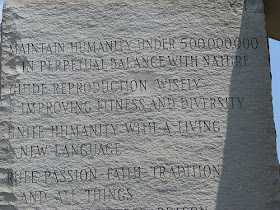 MAINTAIN HUMANITY UNDER 500,000,000
IN PERPETUAL BALANCE WITH NATURE
GUIDE REPRODUCTION WISELY
IMPROVING FITNESS AND DIVERSITY
UNITE HUMANITY WITH A LIVING
NEW LANGUAGE
RULE PASSION FAITH TRADITION
AND ALL THINGS
REASON